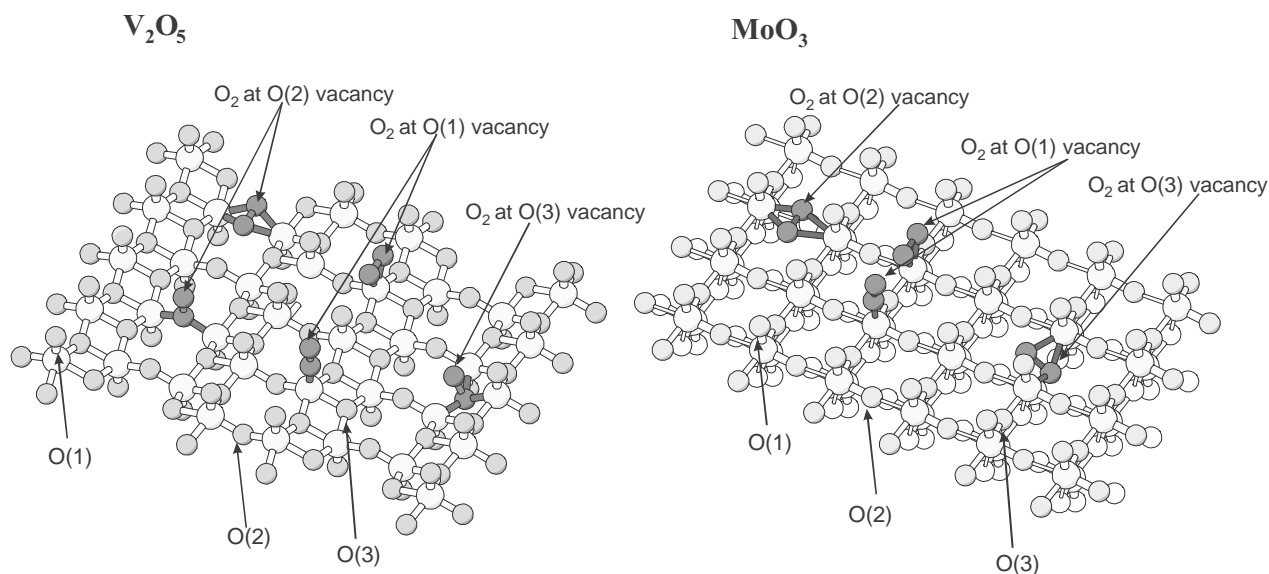 V₂O₅
O₂ at O(2) vacancy
O₂ at O(1) vacancy
O₂ at O(3) vacancy
O(1)
O(2)
O(3)
MoO₃
O₂ at O(2) vacancy
O₂ at O(1) vacancy
O₂ at O(3) vacancy
O(1)
O(2)
O(3)